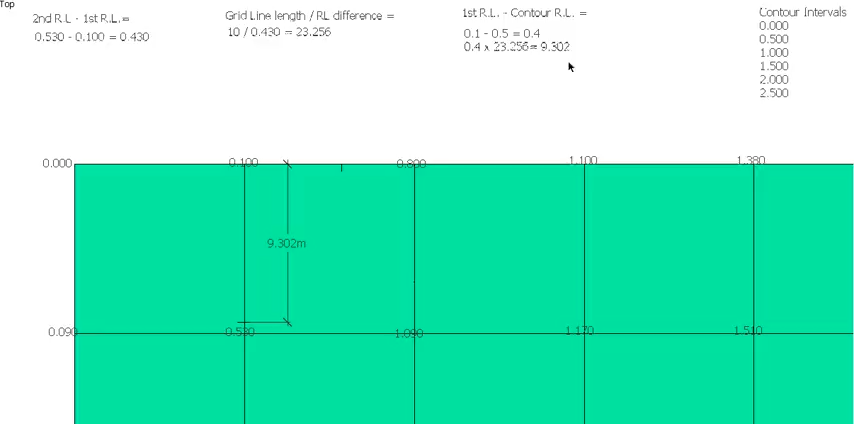 Top
2nd R.L - 1st R.L.=
0.530 - 0.100 = 0.430
Grid Line length / RL difference =
10 / 0.430 = 23.256
1st R.L. - Contour R.L. =
0.1 - 0.5 = 0.4
0.4 x 23.256= 9.302
Contour Intervals
0.000
0.500
1.000
1.500
2.000
2.500
0.000 0.100 1.100 1.380
9.302m
0.090 0.530 1.090 1.170 1.510